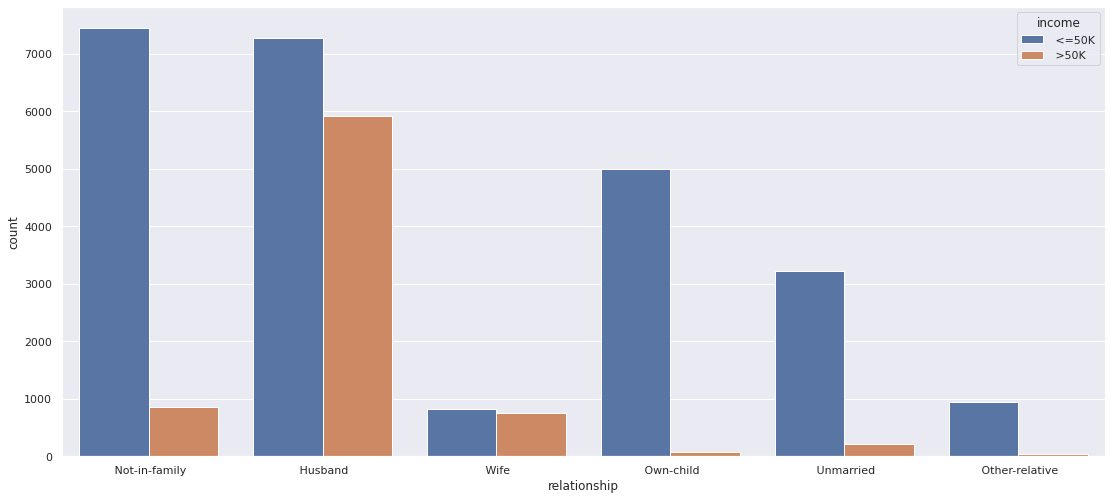 income
<=50K
>50K
7000
6000
5000
4000
3000
2000
1000
0
count
Not-in-family Husband Wife Own-child Unmarried Other-relative
relationship